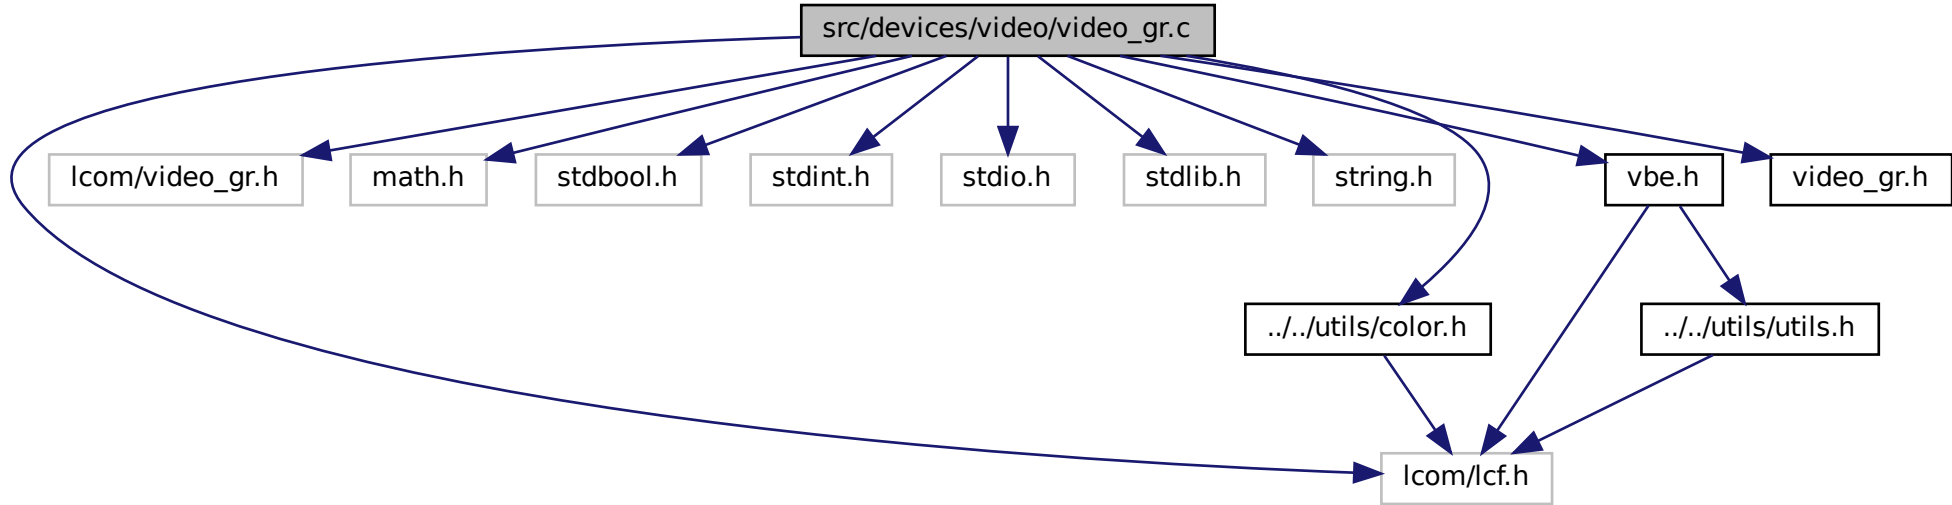 src/devices/video/video_gr.c
lcom/video_gr.h
math.h
stdbool.h
stdint.h
stdio.h
stdlib.h
string.h
vbe.h
video_gr.h
../../utils/color.h
../../utils/utils.h
lcom/lcf.h